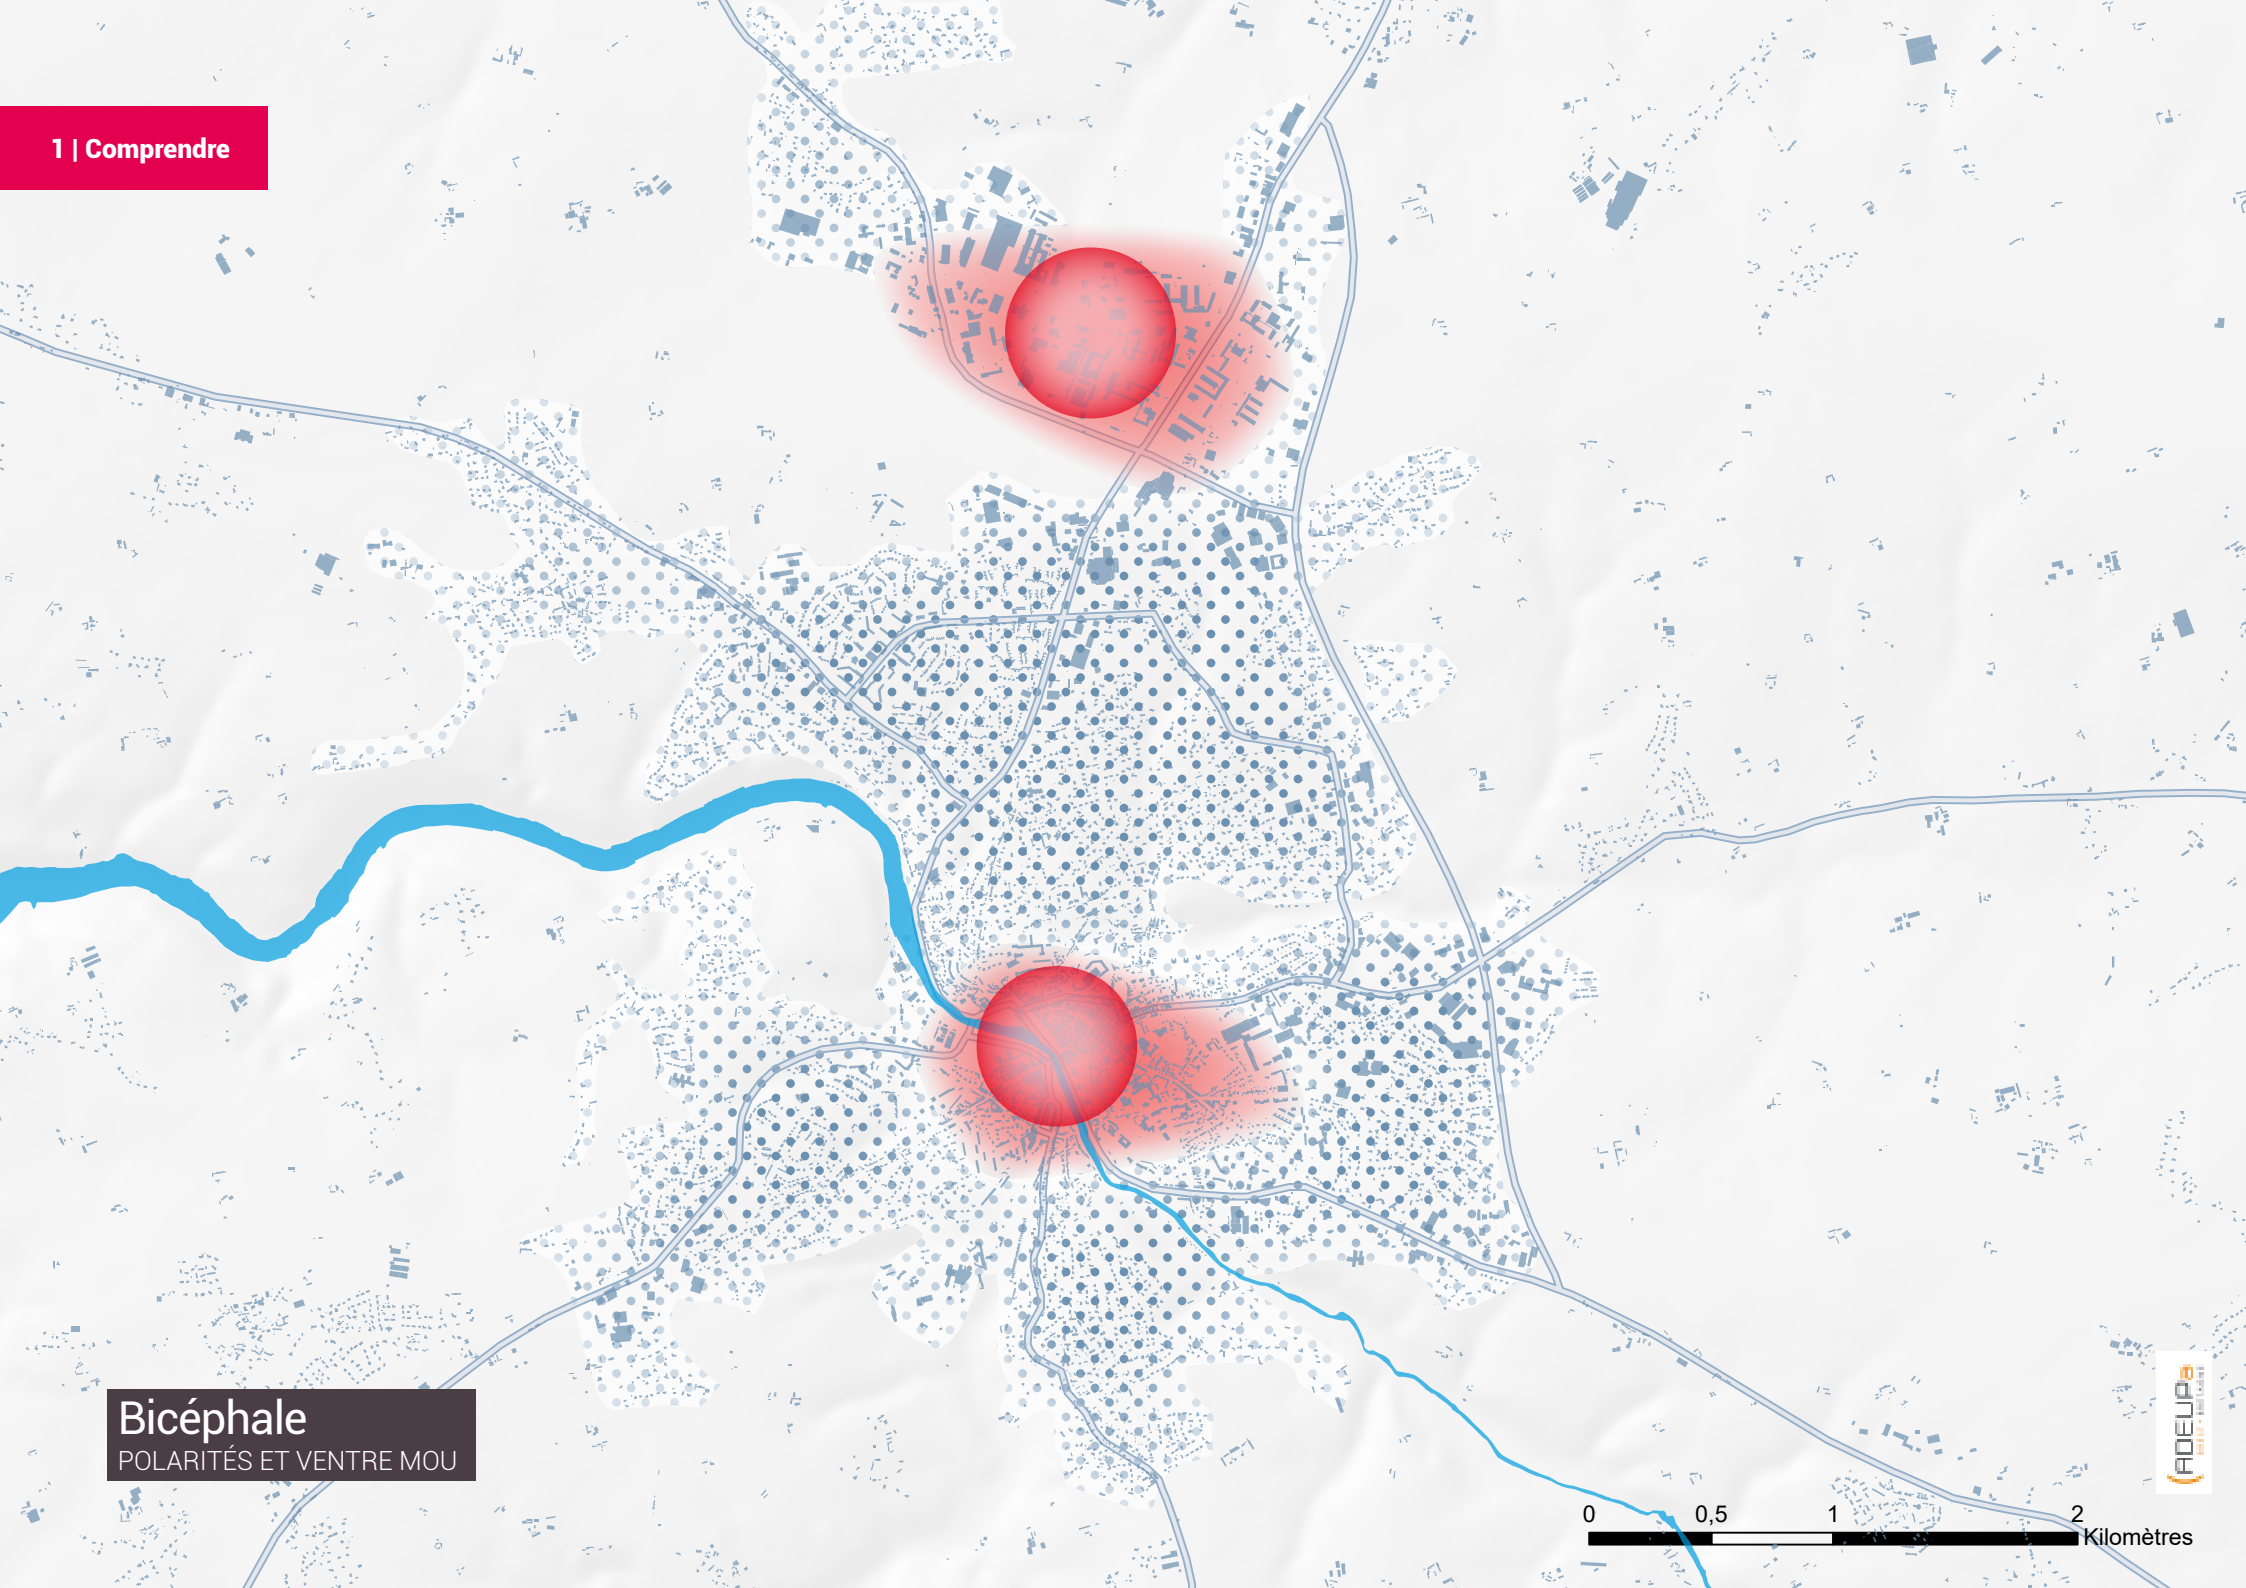 1 | Comprendre
Bicéphale
POLARITÉS ET VENTRE MOU
ADEUPa
0 0,5 1 2
Kilomètres